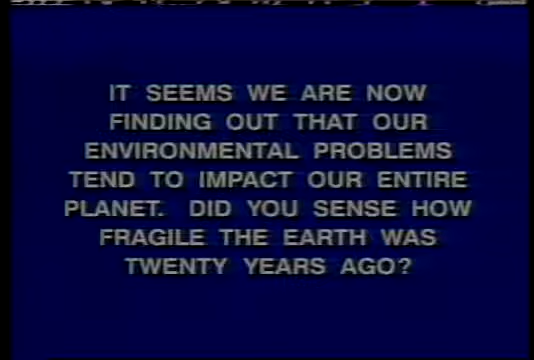 IT SEEMS WE ARE NOW
FINDING OUT THAT OUR
ENVIRONMENTAL PROBLEMS
TEND TO IMPACT OUR ENTIRE
PLANET. DID YOU SENSE HOW
FRAGILE THE EARTH WAS
TWENTY YEARS AGO?